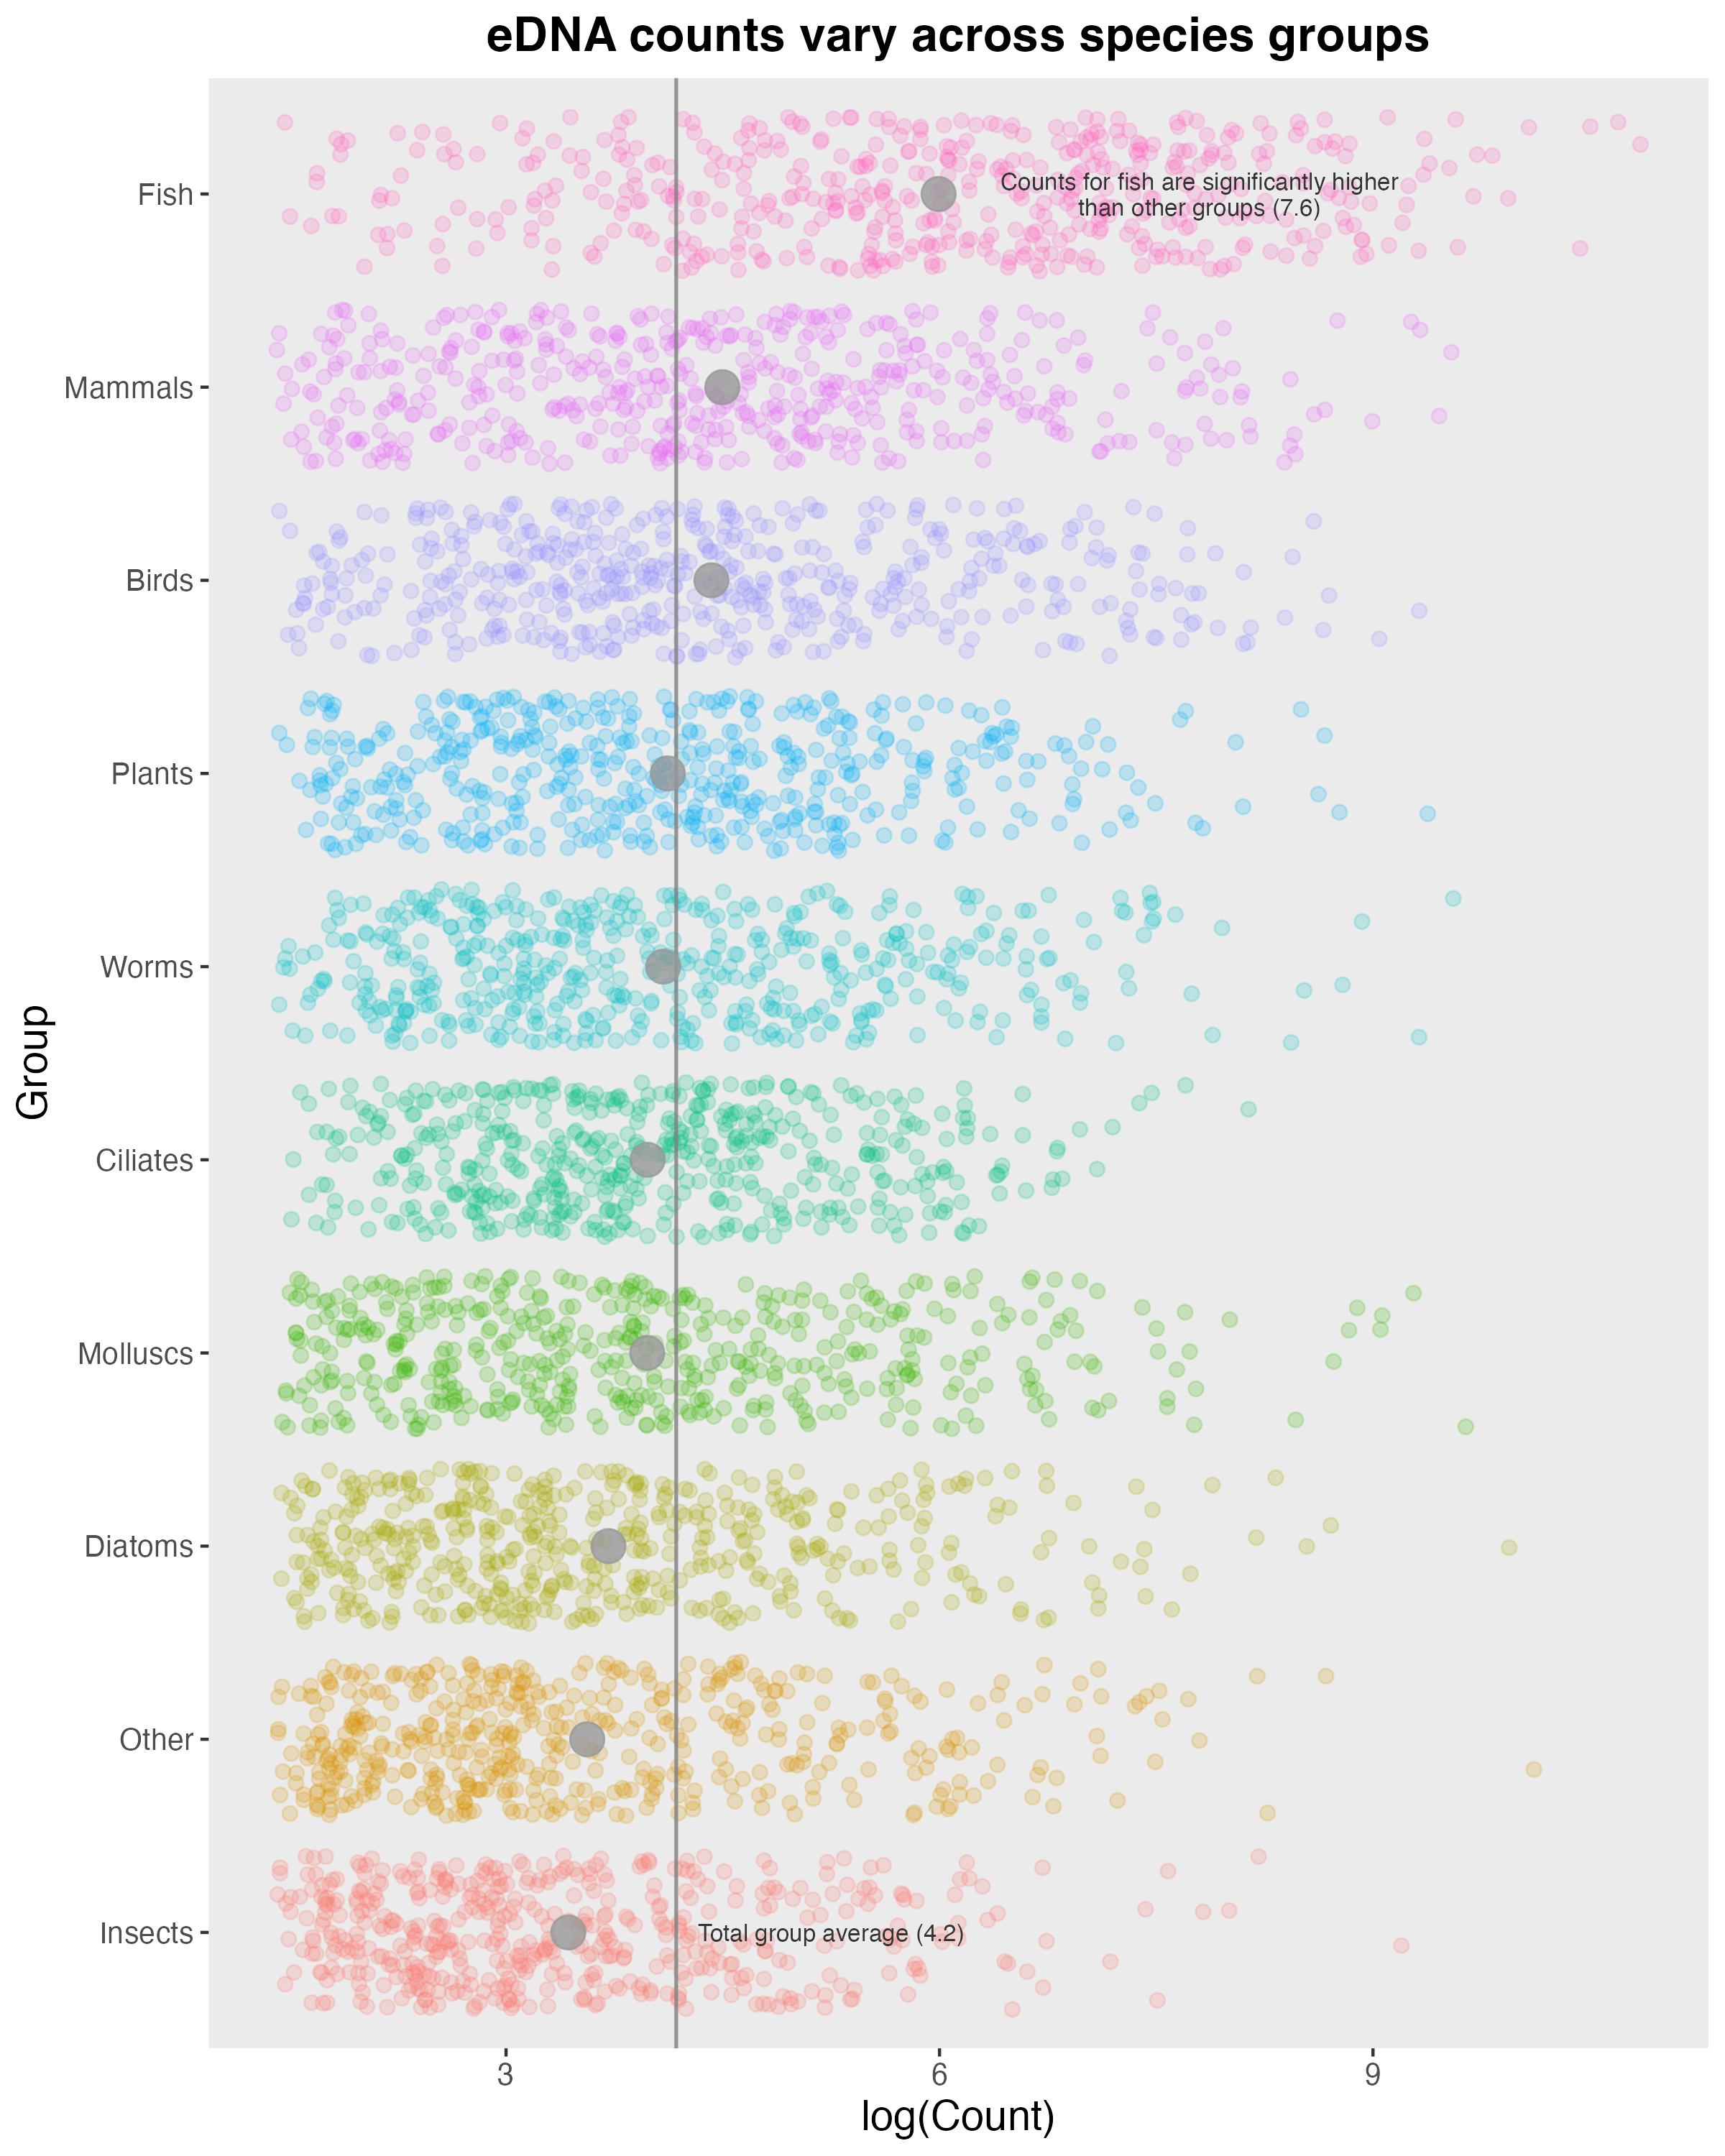 eDNA counts vary across species groups
Fish
Counts for fish are significantly higher
than other groups (7.6)
Mammals
Birds
Plants
Worms
Group
Ciliates
Molluscs
Diatoms
Other
Insects
Total group average (4.2)
3
6
9
log(Count)